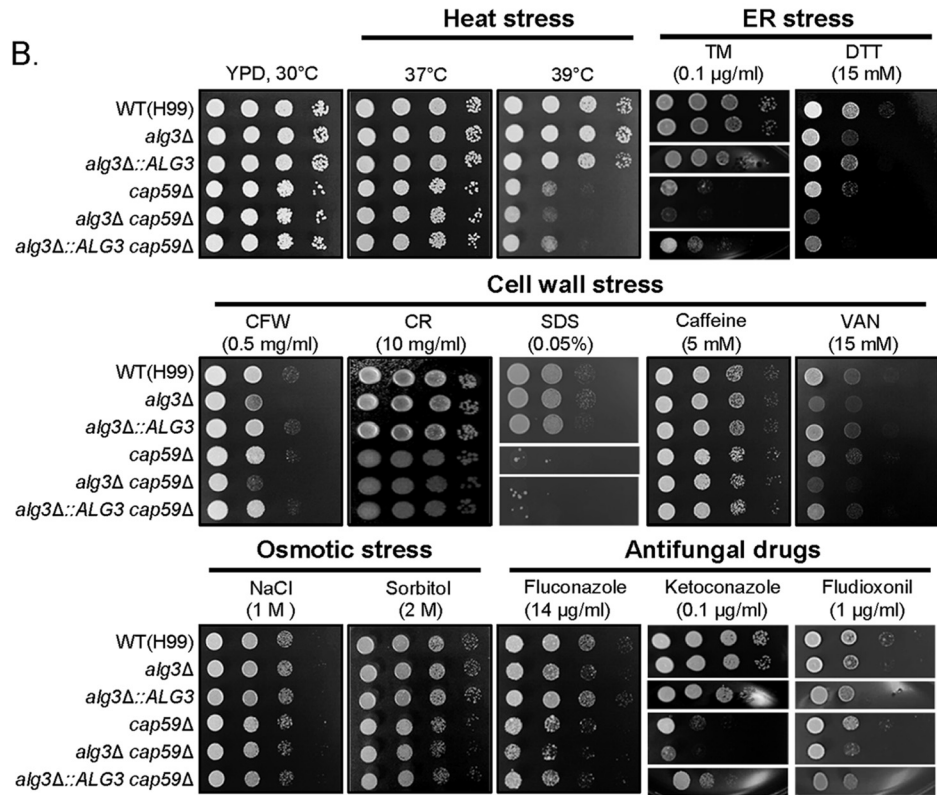 B.
Heat stress
ER stress
YPD, 30°C
37°C
39°C
TM
(0.1 µg/ml)
DTT
(15 mM)
WT(H99)
alg3Δ
alg3Δ::ALG3
cap59Δ
alg3Δ cap59Δ
alg3Δ::ALG3 cap59Δ
Cell wall stress
CFW
(0.5 mg/ml)
CR
(10 mg/ml)
SDS
(0.05%)
Caffeine
(5 mM)
VAN
(15 mM)
WT(H99)
alg3Δ
alg3Δ::ALG3
cap59Δ
alg3Δ cap59Δ
alg3Δ::ALG3 cap59Δ
Osmotic stress
Antifungal drugs
NaCl
(1 M )
Sorbitol
(2 M)
Fluconazole
(14 µg/ml)
Ketoconazole
(0.1 µg/ml)
Fludioxonil
(1 µg/ml)
WT(H99)
alg3Δ
alg3Δ::ALG3
cap59Δ
alg3Δ cap59Δ
alg3Δ::ALG3 cap59Δ